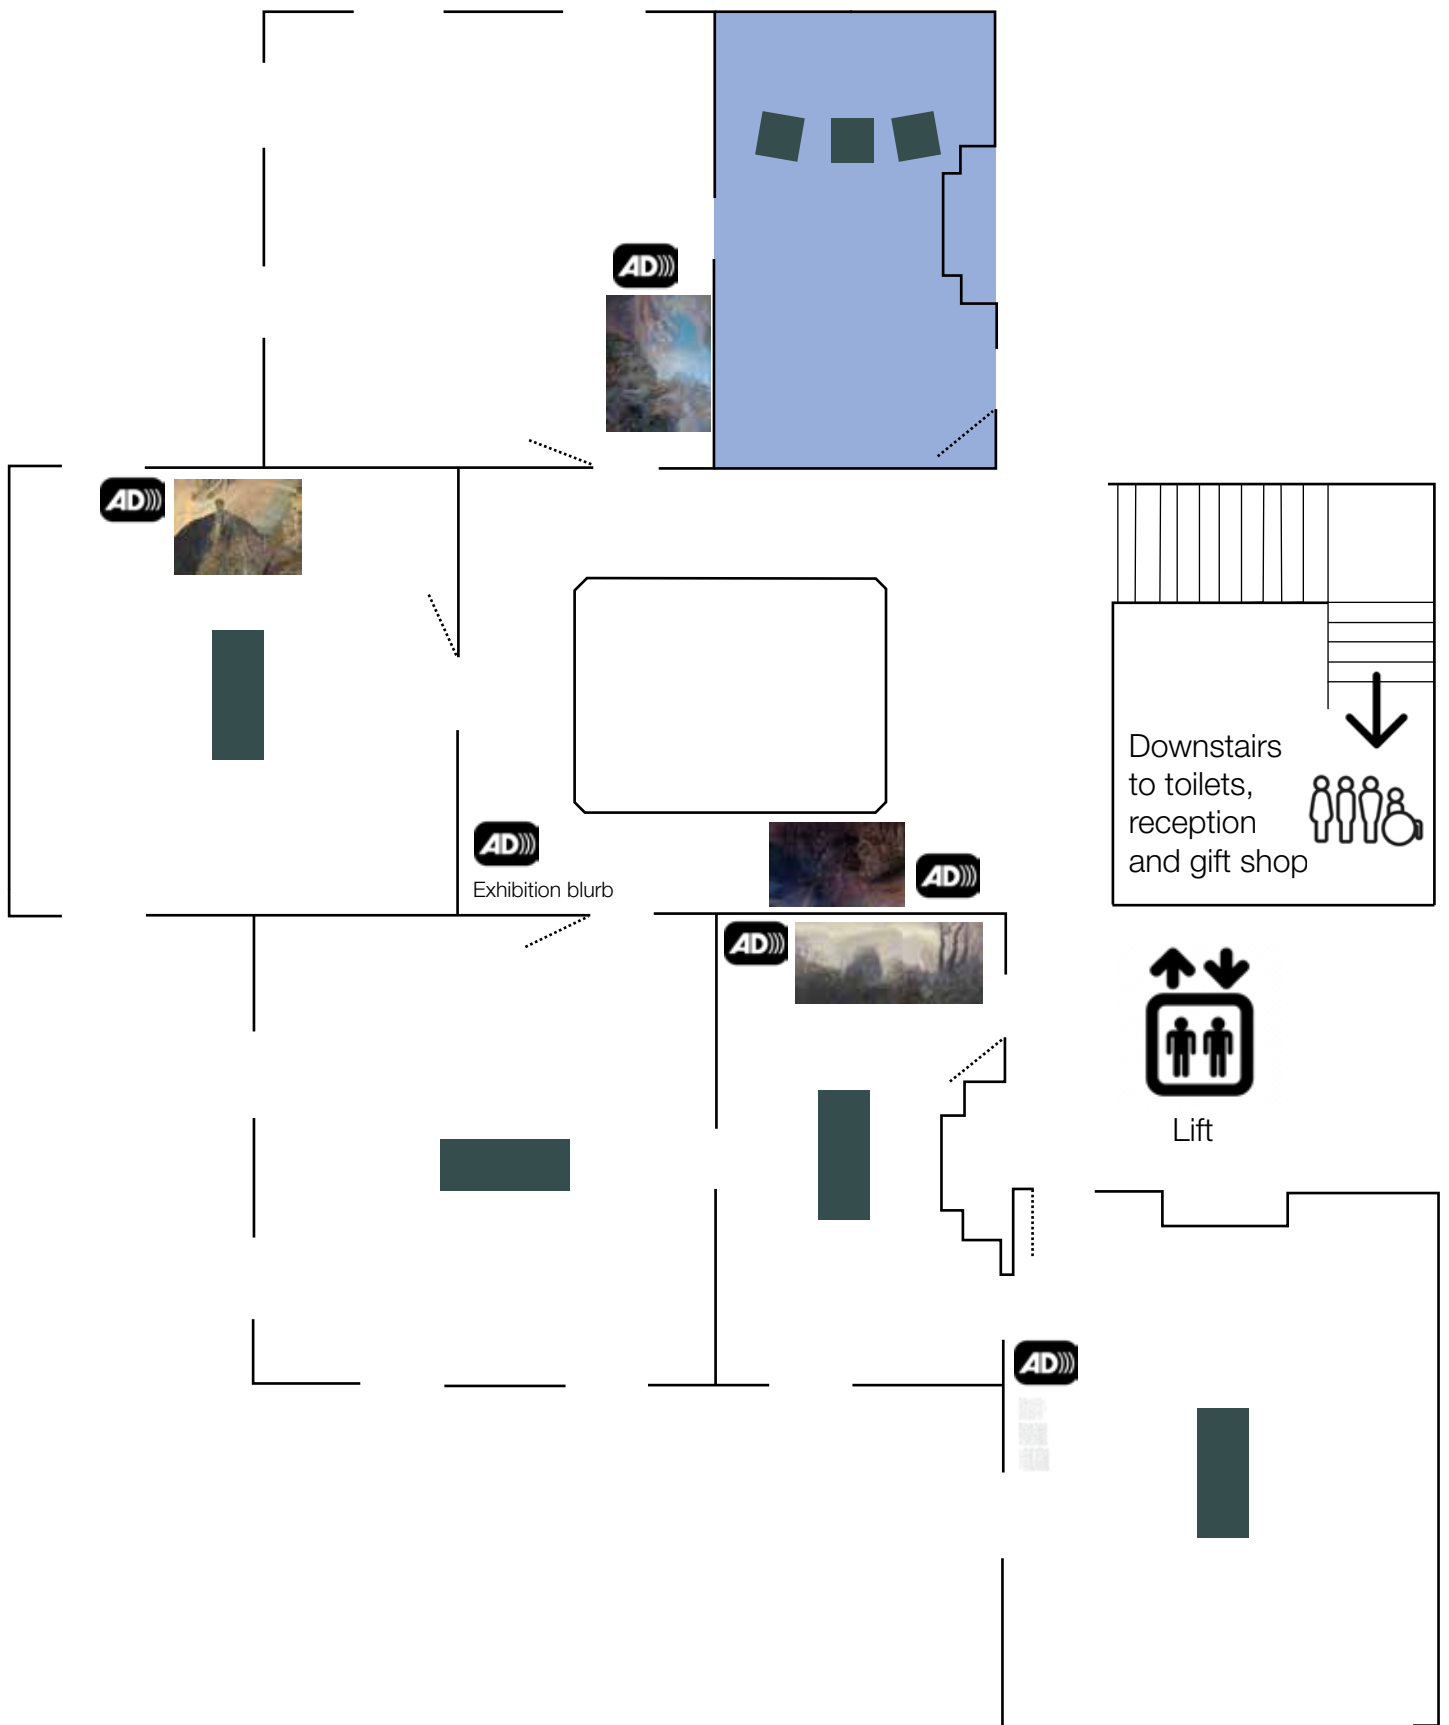 AD
AD
Downstairs
to toilets,
reception
and gift shop
AD
Exhibition blurb
AD
AD
Lift
AD